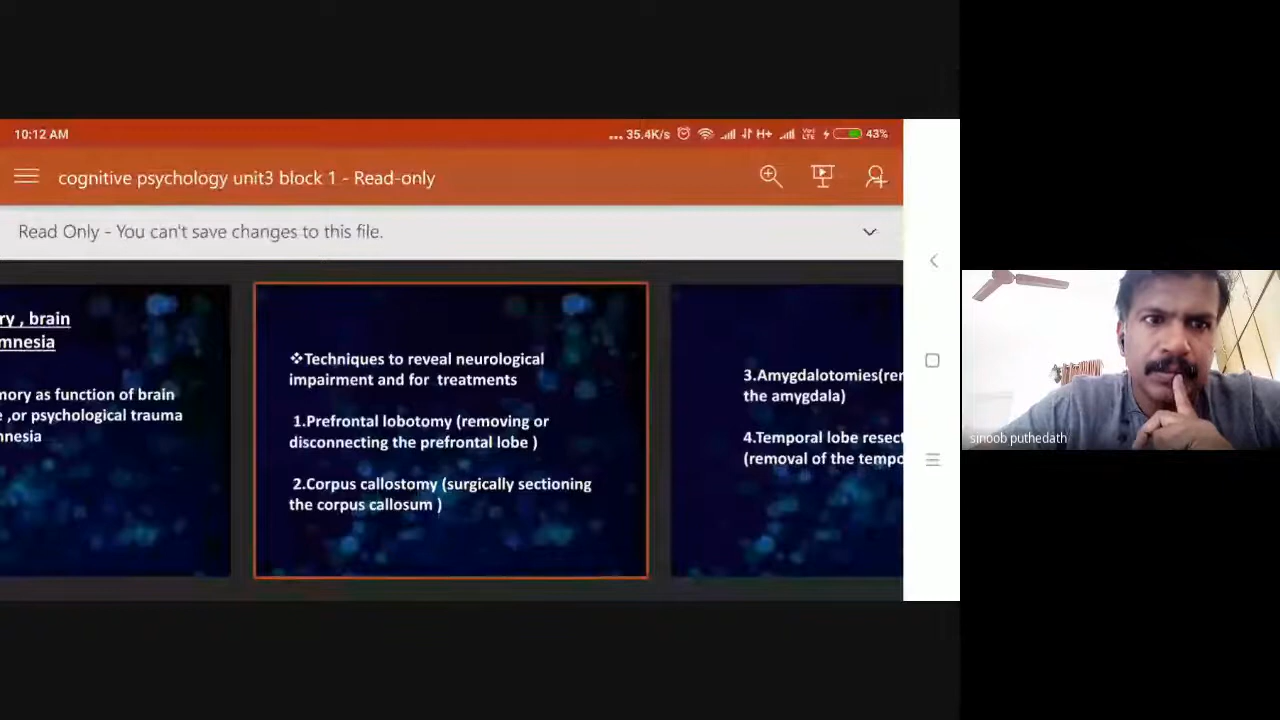 10:12 AM
... 35.4K/s H+ 43%
cognitive psychology unit3 block 1 - Read-only
Read Only - You can't save changes to this file.
ry , brain
mnesia
mory as function of brain
e ,or psychological trauma
nnesia
❖Techniques to reveal neurological
impairment and for treatments
1.Prefrontal lobotomy (removing or
disconnecting the prefrontal lobe )
2.Corpus callostomy (surgically sectioning
the corpus callosum )
3.Amygdalotomies(rer
the amygdala)
4.Temporal lobe resect
(removal of the tempo
sinoob puthedath